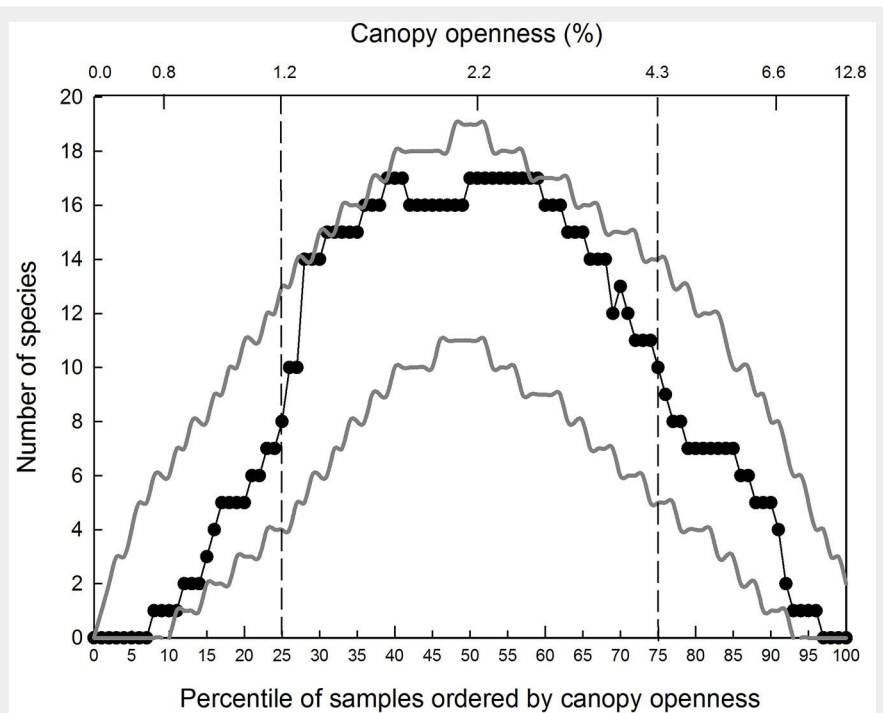 Canopy openness (%)
0.0 0.8 1.2 2.2 4.3 6.6 12.8
20
18
16
14
12
10
8
6
4
2
0
Number of species
0 5 10 15 20 25 30 35 40 45 50 55 60 65 70 75 80 85 90 95 100
Percentile of samples ordered by canopy openness